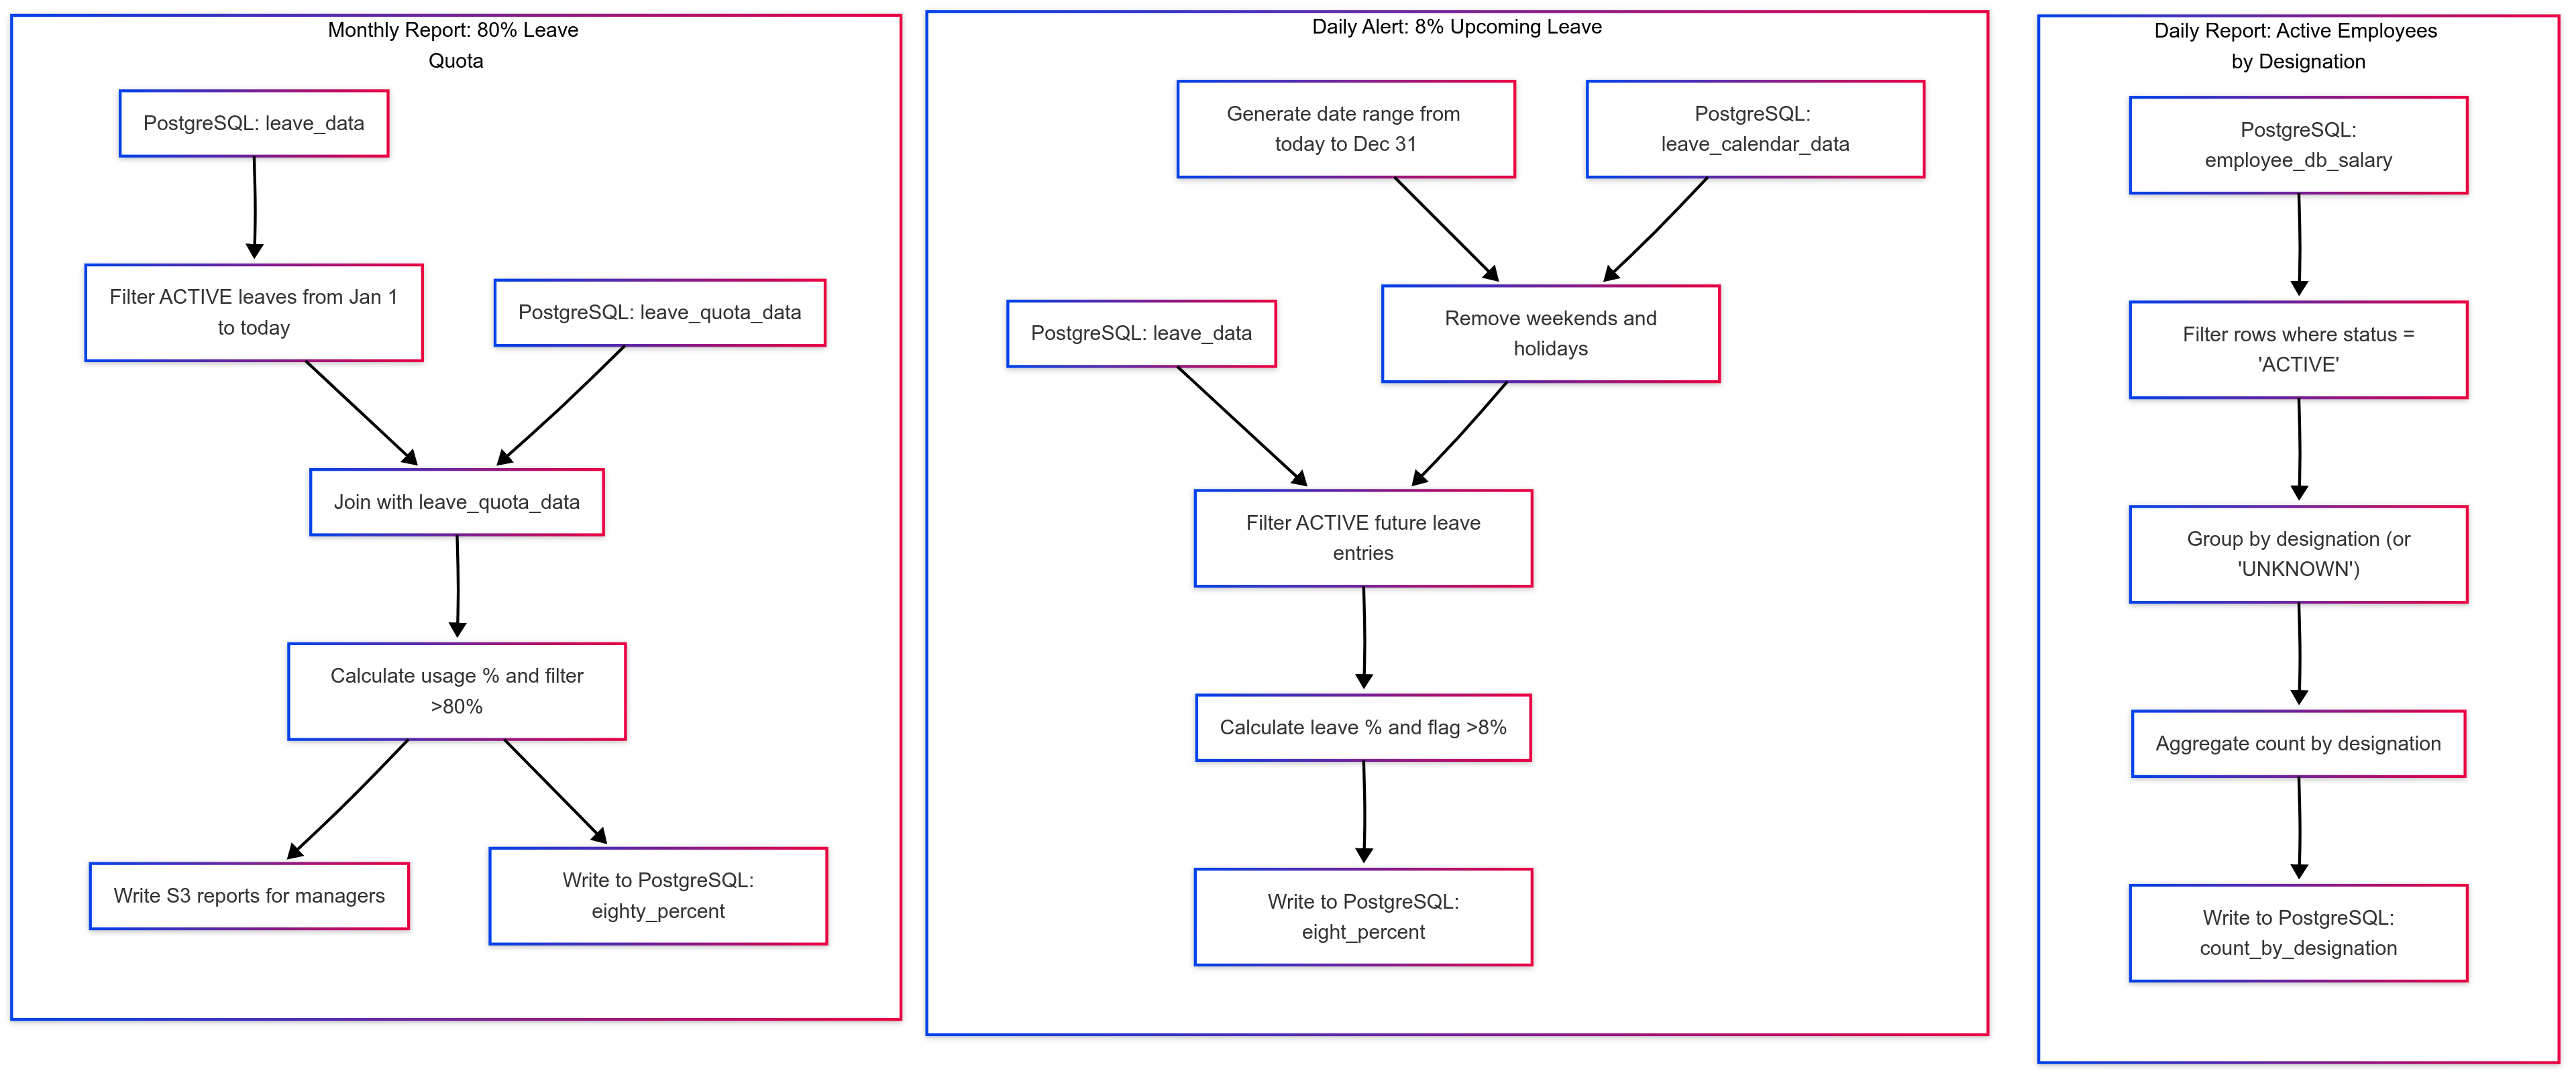 Monthly Report: 80% Leave
Quota
PostgreSQL: leave_data
Filter ACTIVE leaves from Jan 1
to today
PostgreSQL: leave_quota_data
Join with leave_quota_data
Calculate usage % and filter
>80%
Write S3 reports for managers
Write to PostgreSQL:
eighty_percent
Daily Alert: 8% Upcoming Leave
Generate date range from
today to Dec 31
PostgreSQL:
leave_calendar_data
PostgreSQL: leave_data
Remove weekends and
holidays
Filter ACTIVE future leave
entries
Calculate leave % and flag >8%
Write to PostgreSQL:
eight_percent
Daily Report: Active Employees
by Designation
PostgreSQL:
employee_db_salary
Filter rows where status =
'ACTIVE'
Group by designation (or
'UNKNOWN')
Aggregate count by designation
Write to PostgreSQL:
count_by_designation